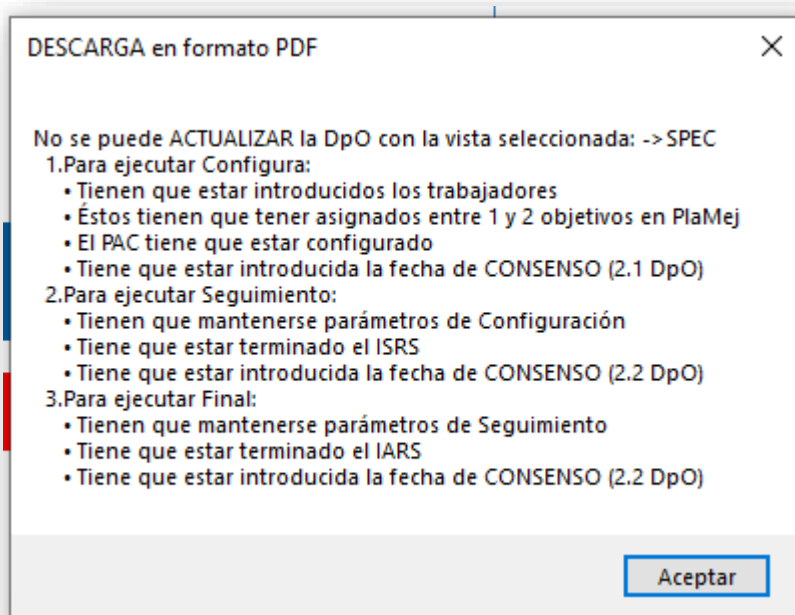 DESCARGA en formato PDF
No se puede ACTUALIZAR la DpO con la vista seleccionada: ->SPEC
1.Para ejecutar Configura:
• Tienen que estar introducidos los trabajadores
• Éstos tienen que tener asignados entre 1 y 2 objetivos en PlaMej
• El PAC tiene que estar configurado
• Tiene que estar introducida la fecha de CONSENSO (2.1 DpO)
2.Para ejecutar Seguimiento:
• Tienen que mantenerse parámetros de Configuración
• Tiene que estar terminado el ISRS
• Tiene que estar introducida la fecha de CONSENSO (2.2 DpO)
3.Para ejecutar Final:
• Tienen que mantenerse parámetros de Seguimiento
• Tiene que estar terminado el IARS
• Tiene que estar introducida la fecha de CONSENSO (2.2 DpO)
Aceptar